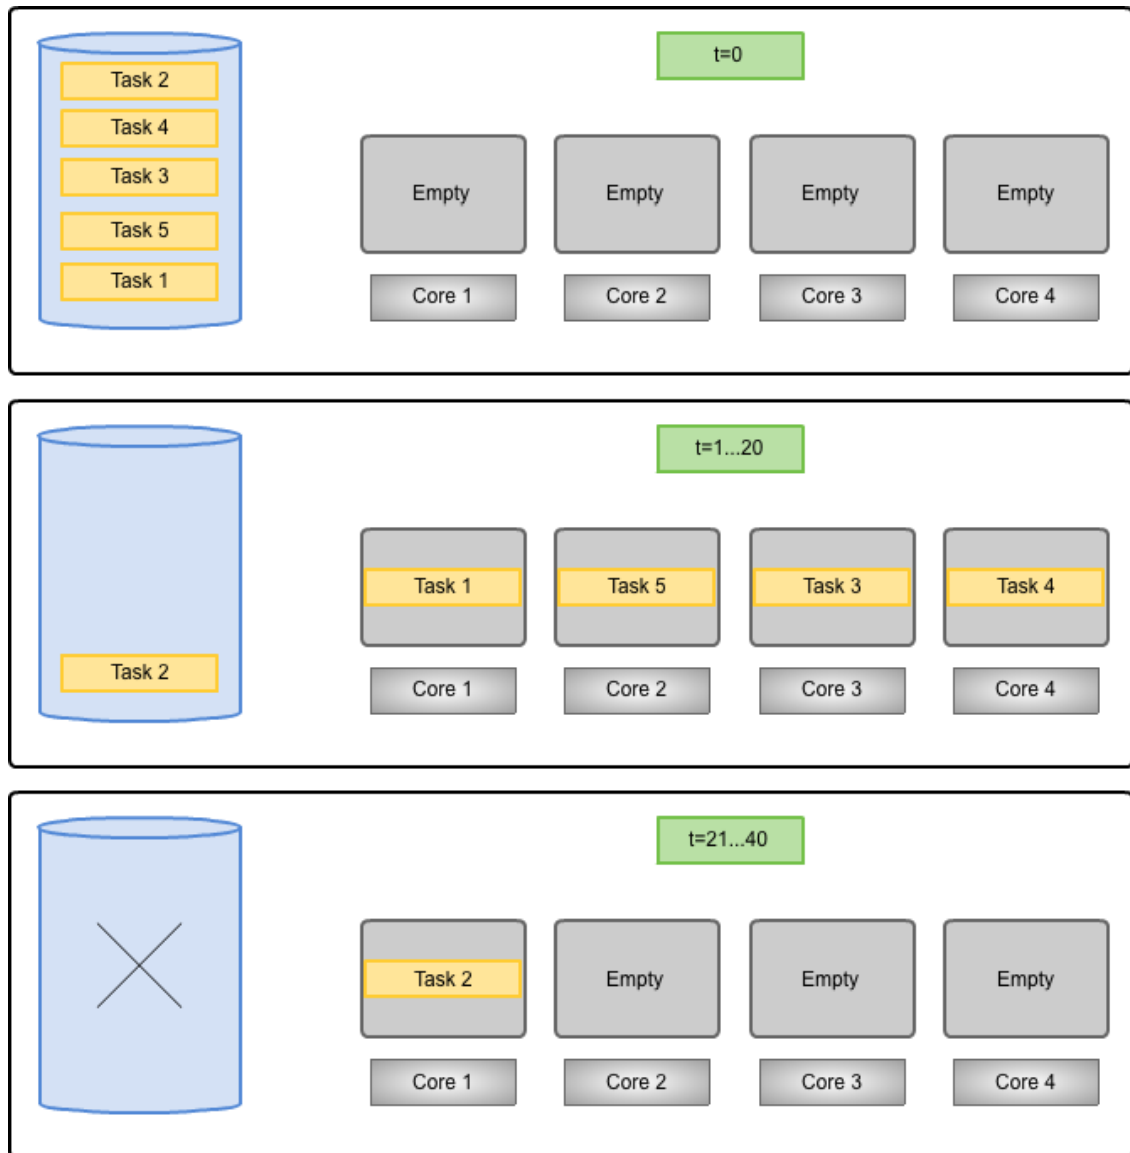 t=0
Task 2
Task 4
Task 3
Task 5
Task 1
Empty
Empty
Empty
Empty
Core 1
Core 2
Core 3
Core 4
t=1...20
Task 1
Task 5
Task 3
Task 4
Task 2
Core 1
Core 2
Core 3
Core 4
t=21...40
Task 2
Empty
Empty
Empty
Core 1
Core 2
Core 3
Core 4